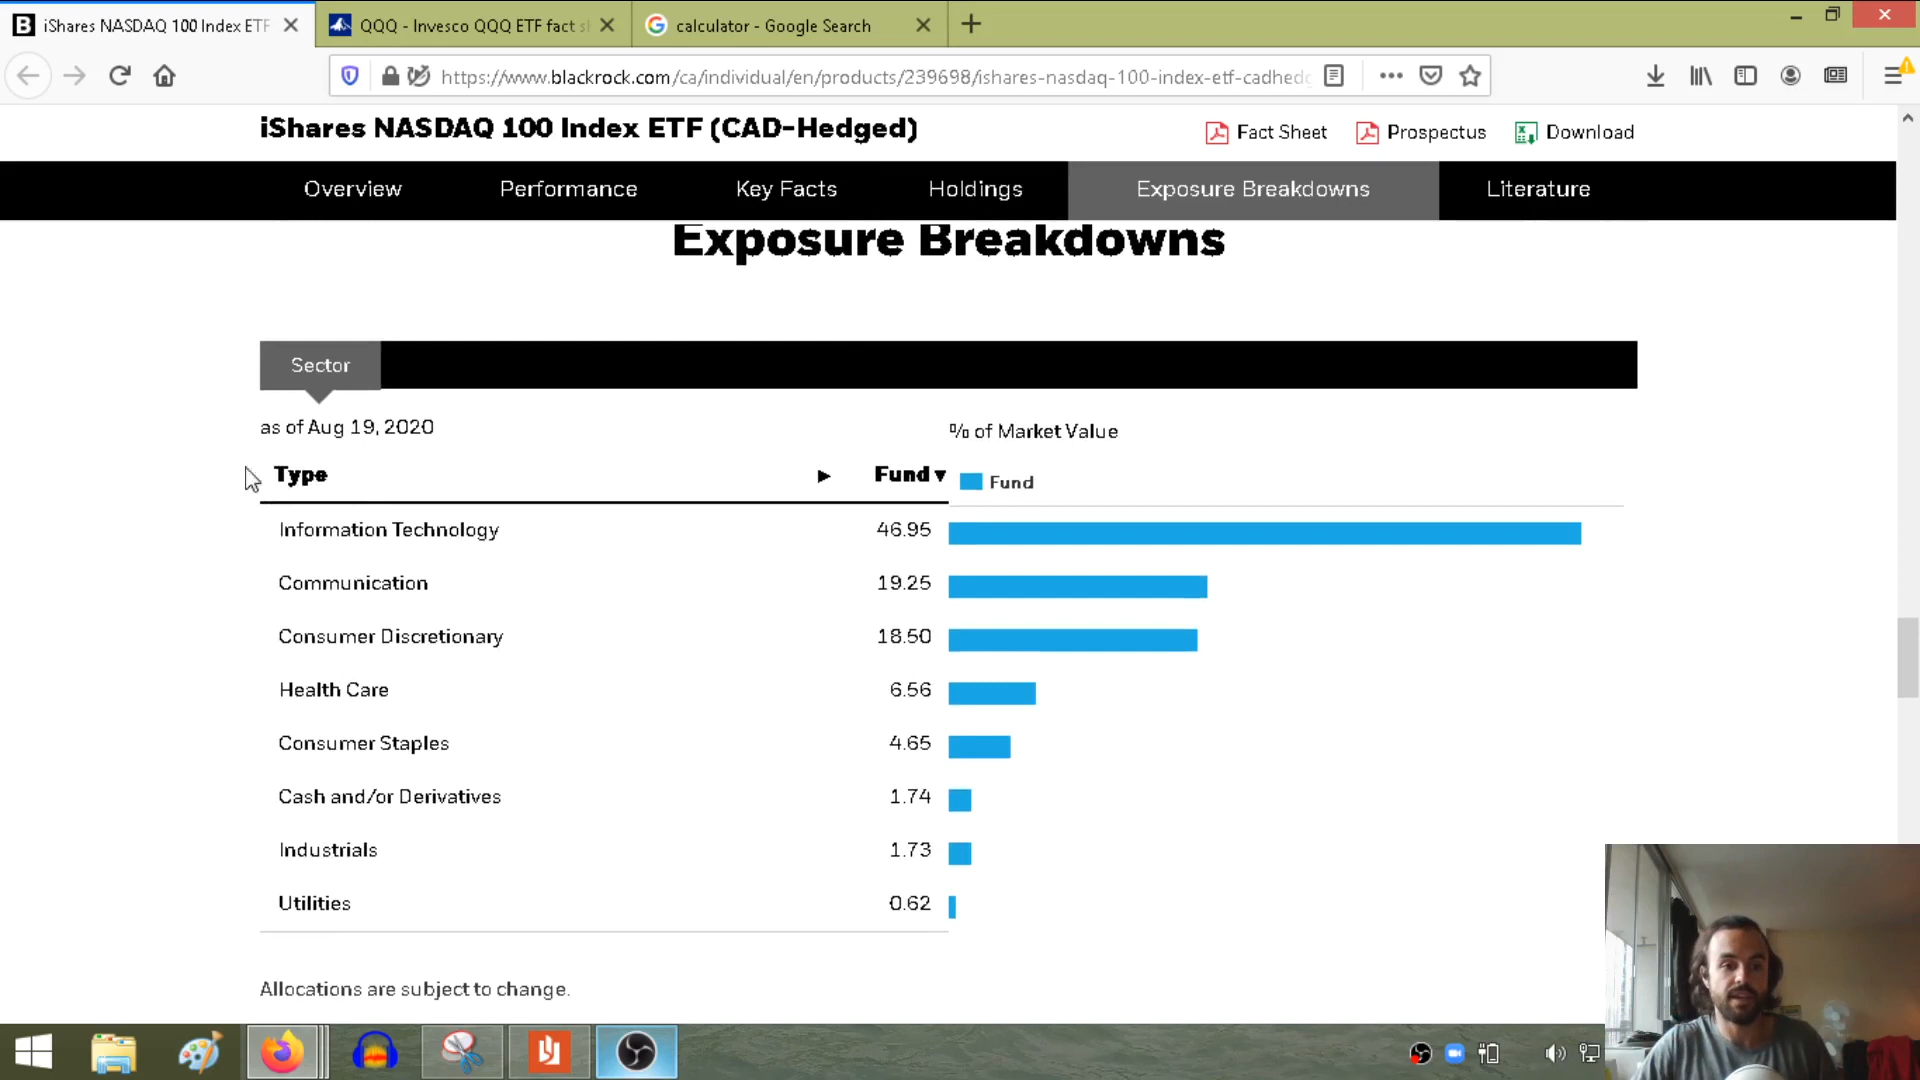 iShares NASDAQ 100 Index ETF
QQQ - Invesco QQQ ETF fact s
calculator - Google Search
https://www.blackrock.com/ca/individual/en/products/239698/ishares-nasdaq-100-index-etf-cadhedg
iShares NASDAQ 100 Index ETF (CAD-Hedged)
Fact Sheet
Prospectus
Download
Overview
Performance
Key Facts
Holdings
Exposure Breakdowns
Literature
Exposure Breakdowns
Sector
as of Aug 19, 2020
% of Market Value
Type
Fund
Fund
Information Technology 46.95
Communication 19.25
Consumer Discretionary 18.50
Health Care 6.56
Consumer Staples 4.65
Cash and/or Derivatives 1.74
Industrials 1.73
Utilities 0.62
Allocations are subject to change.